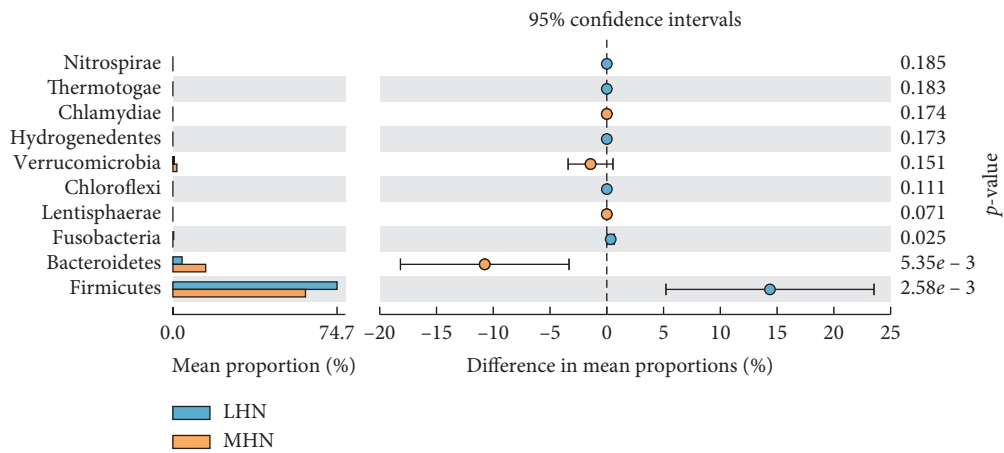 95% confidence intervals
Nitrospirae 0.185
Thermotogae 0.183
Chlamydiae 0.174
Hydrogenedentes 0.173
Verrucomicrobia 0.151
Chloroflexi 0.111
Lentisphaerae 0.071
Fusobacteria 0.025
Bacteroidetes 5.35e – 3
Firmicutes 2.58e – 3
p-value
0.0 74.7 –20 –15 –10 –5 0 5 10 15 20 25
Mean proportion (%) Difference in mean proportions (%)
LHN
MHN